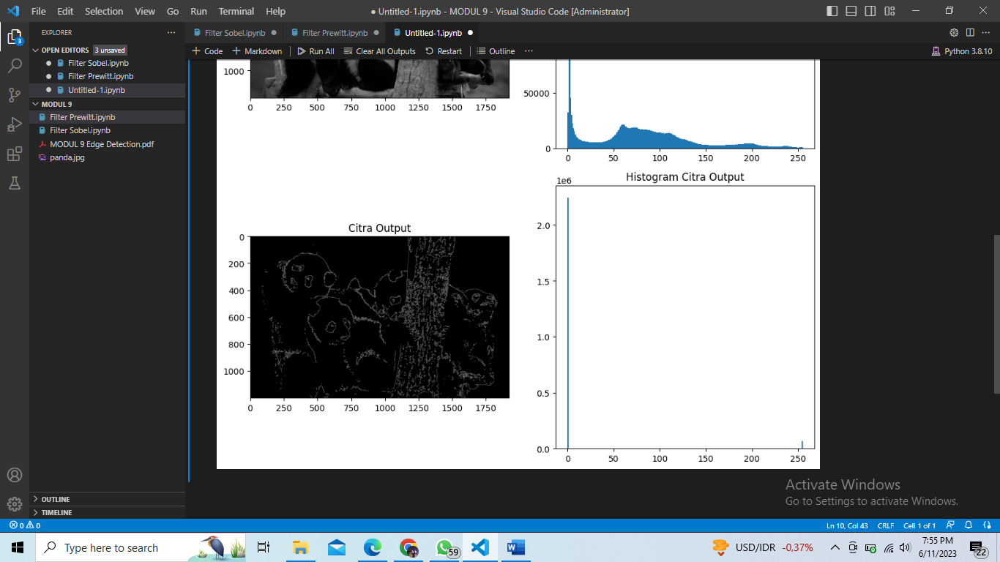 File Edit Selection View Go Run Terminal Help
● Untitled-1.ipynb - MODUL 9 - Visual Studio Code [Administrator]
EXPLORER
Filter Sobel.ipynb
Filter Prewitt.ipynb
Untitled-1.ipynb
OPEN EDITORS 3 unsaved
Code Markdown Run All Clear All Outputs Restart Outline
Python 3.8.10
Filter Sobel.ipynb
Filter Prewitt.ipynb
Untitled-1.ipynb
MODUL 9
Filter Prewitt.ipynb
Filter Sobel.ipynb
MODUL 9 Edge Detection.pdf
panda.jpg
3
1000
0 250 500 750 1000 1250 1500 1750
50000
0
0 50 100 150 200 250
Histogram Citra Output
1e6
2.0
1.5
1.0
0.5
0.0
0 50 100 150 200 250
Citra Output
0
200
400
600
800
1000
0 250 500 750 1000 1250 1500 1750
Activate Windows
Go to Settings to activate Windows.
OUTLINE
TIMELINE
0 0
Ln 10, Col 43 CRLF Cell 1 of 1
Type here to search
59
USD/IDR -0,37%
7:55 PM
6/11/2023
22